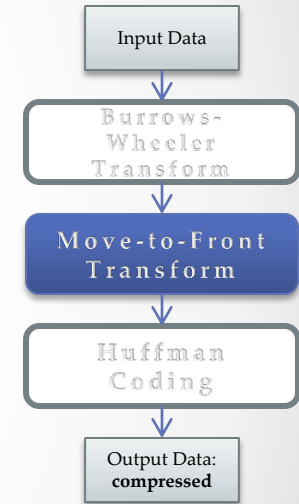 Input Data
Burrows-
Wheeler
Transform
Move-to-Front
Transform
Huffman
Coding
Output Data:
compressed